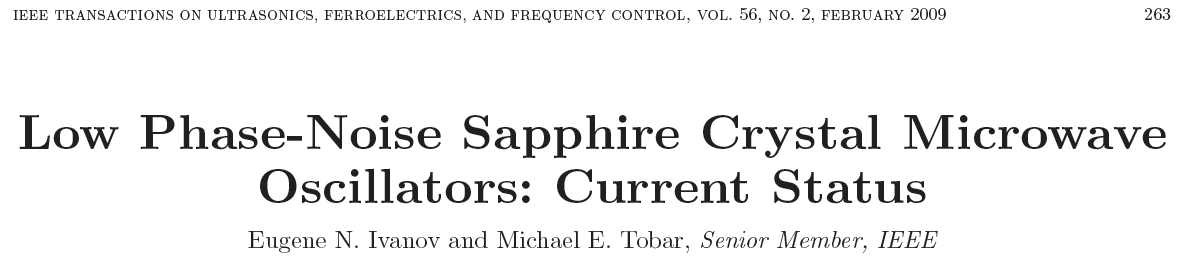 IEEE TRANSACTIONS ON ULTRASONICS, FERROELECTRICS, AND FREQUENCY CONTROL, VOL. 56, NO. 2, FEBRUARY 2009 263
Low Phase-Noise Sapphire Crystal Microwave
Oscillators: Current Status
Eugene N. Ivanov and Michael E. Tobar, Senior Member, IEEE